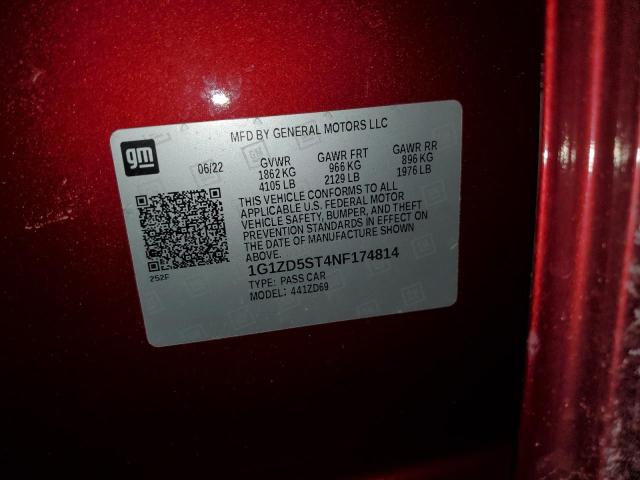 MFD BY GENERAL MOTORS LLC
gm
06/22 GVWR GAWR FRT GAWR RR
1862 KG 966 KG 896 KG
4105 LB 2129 LB 1976 LB
THIS VEHICLE CONFORMS TO ALL
APPLICABLE U.S. FEDERAL MOTOR
VEHICLE SAFETY, BUMPER, AND THEFT
PREVENTION STANDARDS IN EFFECT ON
THE DATE OF MANUFACTURE SHOWN
ABOVE.
252F
1G1ZD5ST4NF174814
TYPE: PASS CAR
MODEL: 441ZD69